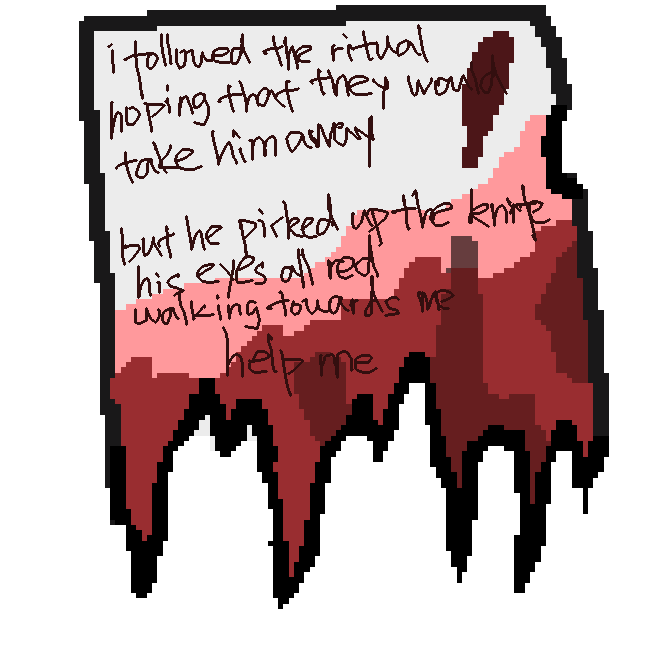 i followed the ritual
hoping that they would
take him away
but he picked up the knife
his eyes all red
walking towards me
help me